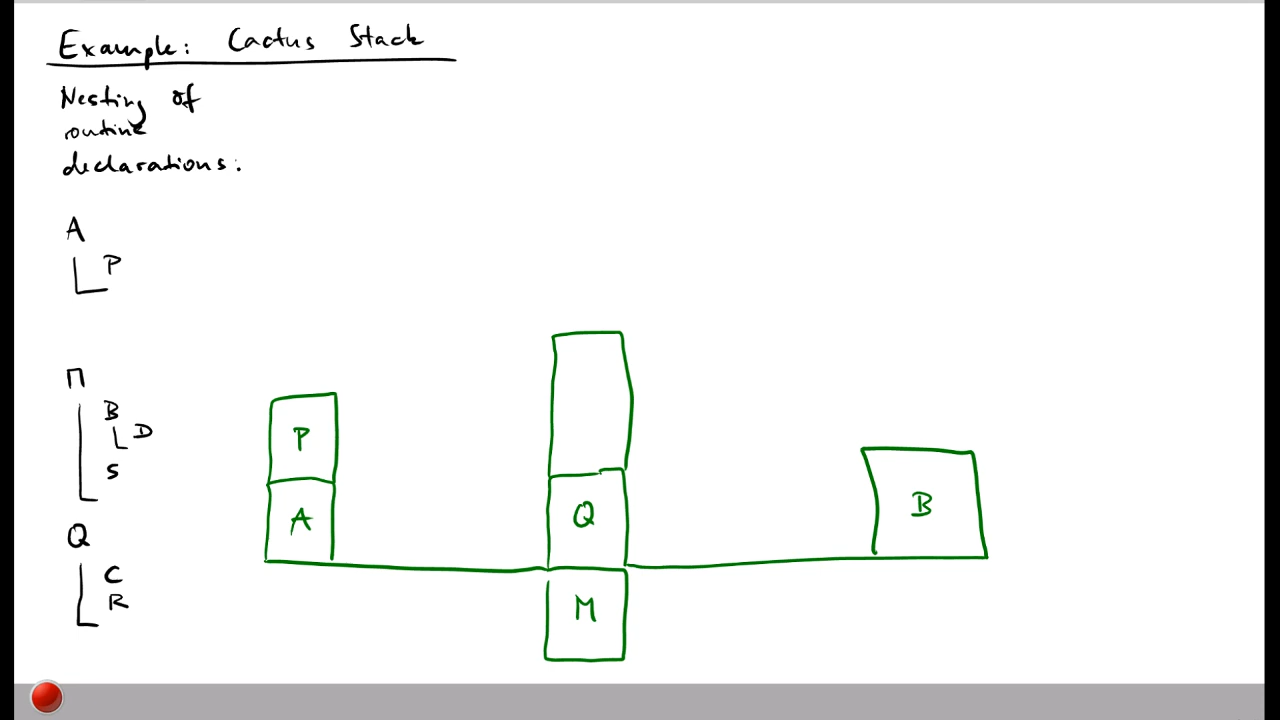 Example: Cactus Stack
Nesting of
routine
declarations:
A
P
M
B
D
S
Q
C
R
P
A
Q
M
B